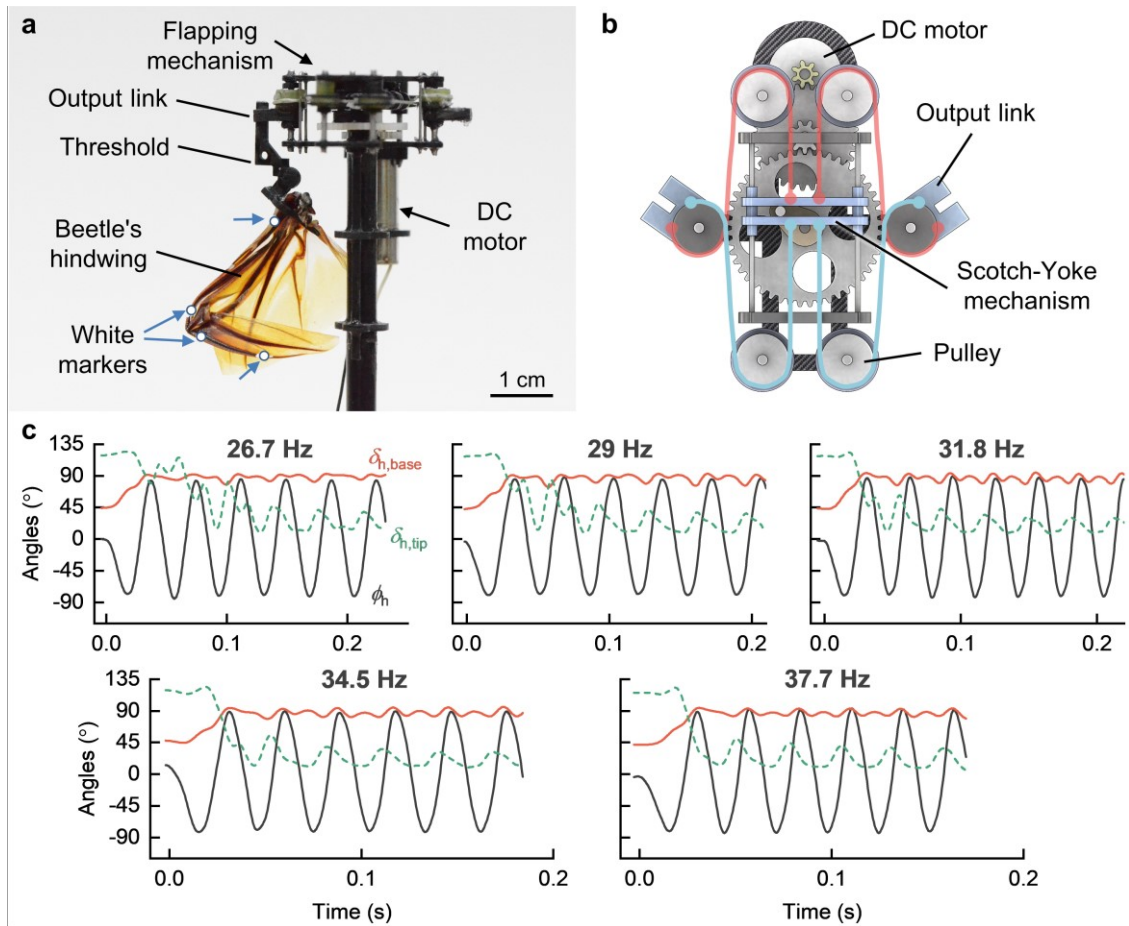 a
Flapping
mechanism
Output link
Threshold
Beetle's
hindwing
White
markers
DC
motor
1 cm
b
DC motor
Output link
Scotch-Yoke
mechanism
Pulley
c
26.7 Hz
29 Hz
31.8 Hz
δh,base
δh,tip
ϕh
Angles (°)
135
90
45
0
-45
-90
0.0 0.1 0.2
0.0 0.1 0.2
0.0 0.1 0.2
34.5 Hz
37.7 Hz
Angles (°)
135
90
45
0
-45
-90
0.0 0.1 0.2
0.0 0.1 0.2
Time (s)
Time (s)